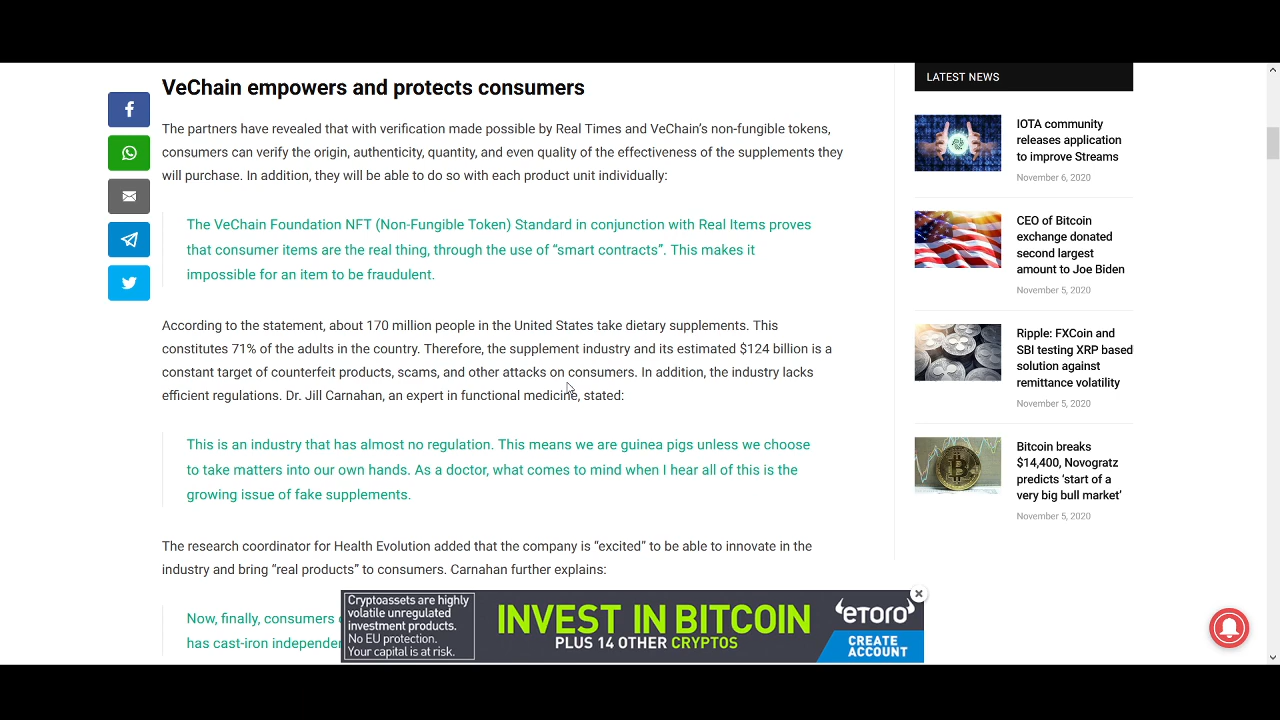 VeChain empowers and protects consumers
The partners have revealed that with verification made possible by Real Times and VeChain's non-fungible tokens,
consumers can verify the origin, authenticity, quantity, and even quality of the effectiveness of the supplements they
will purchase. In addition, they will be able to do so with each product unit individually:
The VeChain Foundation NFT (Non-Fungible Token) Standard in conjunction with Real Items proves
that consumer items are the real thing, through the use of “smart contracts”. This makes it
impossible for an item to be fraudulent.
According to the statement, about 170 million people in the United States take dietary supplements. This
constitutes 71% of the adults in the country. Therefore, the supplement industry and its estimated $124 billion is a
constant target of counterfeit products, scams, and other attacks on consumers. In addition, the industry lacks
efficient regulations. Dr. Jill Carnahan, an expert in functional medicine, stated:
This is an industry that has almost no regulation. This means we are guinea pigs unless we choose
to take matters into our own hands. As a doctor, what comes to mind when I hear all of this is the
growing issue of fake supplements.
The research coordinator for Health Evolution added that the company is “excited” to be able to innovate in the
industry and bring “real products” to consumers. Carnahan further explains:
Now, finally, consumers
has cast-iron
LATEST NEWS
IOTA community
releases application
to improve Streams
November 6, 2020
CEO of Bitcoin
exchange donated
second largest
amount to Joe Biden
November 5, 2020
Ripple: FXCoin and
SBI testing XRP based
solution against
remittance volatility
November 5, 2020
Bitcoin breaks
$14,400, Novogratz
predicts ‘start of a
very big bull market’
November 5, 2020
Cryptoassets are highly
volatile unregulated
investment products.
No EU protection.
Your capital is at risk.
INVEST IN BITCOIN
PLUS 14 OTHER CRYPTOS
eToro
CREATE
ACCOUNT